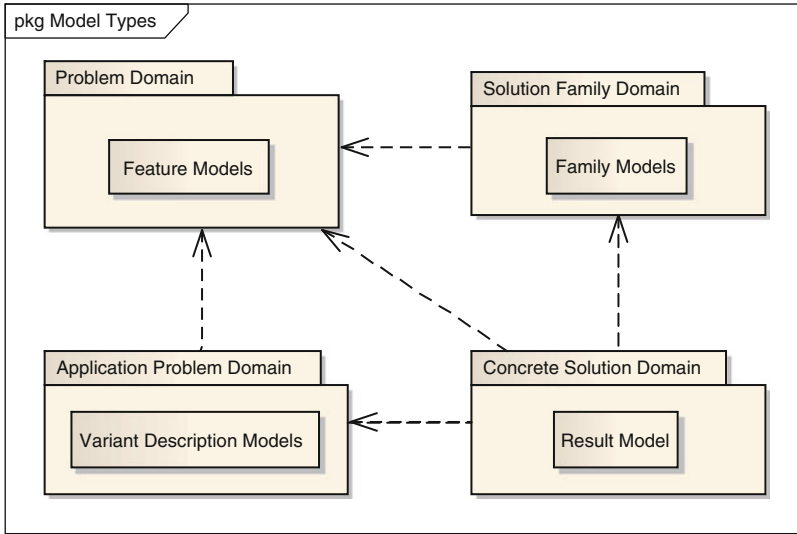 pkg Model Types
Problem Domain
Feature Models
Solution Family Domain
Family Models
Application Problem Domain
Variant Description Models
Concrete Solution Domain
Result Model